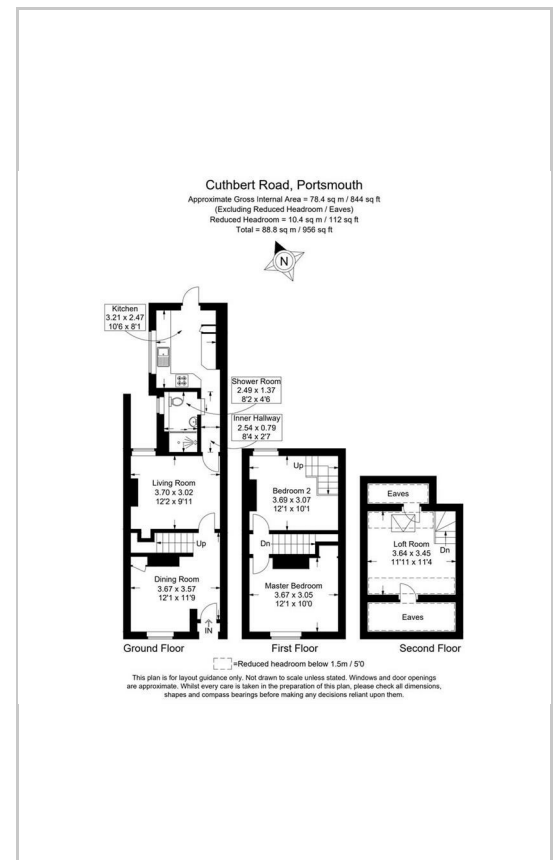 Cuthbert Road, Portsmouth
Approximate Gross Internal Area = 78.4 sq m / 844 sq ft
(Excluding Reduced Headroom / Eaves)
Reduced Headroom = 10.4 sq m / 112 sq ft
Total = 88.8 sq m / 956 sq ft
N
Kitchen
3.21 x 2.47
10'6 x 8'1
Shower Room
2.49 x 1.37
8'2 x 4'6
Inner Hallway
2.54 x 0.79
8'4 x 2'7
Living Room
3.70 x 3.02
12'2 x 9'11
Up
Dining Room
3.67 x 3.57
12'1 x 11'9
IN
Ground Floor
Up
Bedroom 2
3.69 x 3.07
12'1 x 10'1
Dn
Master Bedroom
3.67 x 3.05
12'1 x 10'0
First Floor
Eaves
Loft Room
3.64 x 3.45
11'11 x 11'4
Dn
Eaves
Second Floor
=Reduced headroom below 1.5m / 5'0
This plan is for layout guidance only. Not drawn to scale unless stated. Windows and door openings
are approximate. Whilst every care is taken in the preparation of this plan, please check all dimensions,
shapes and compass bearings before making any decisions reliant upon them.